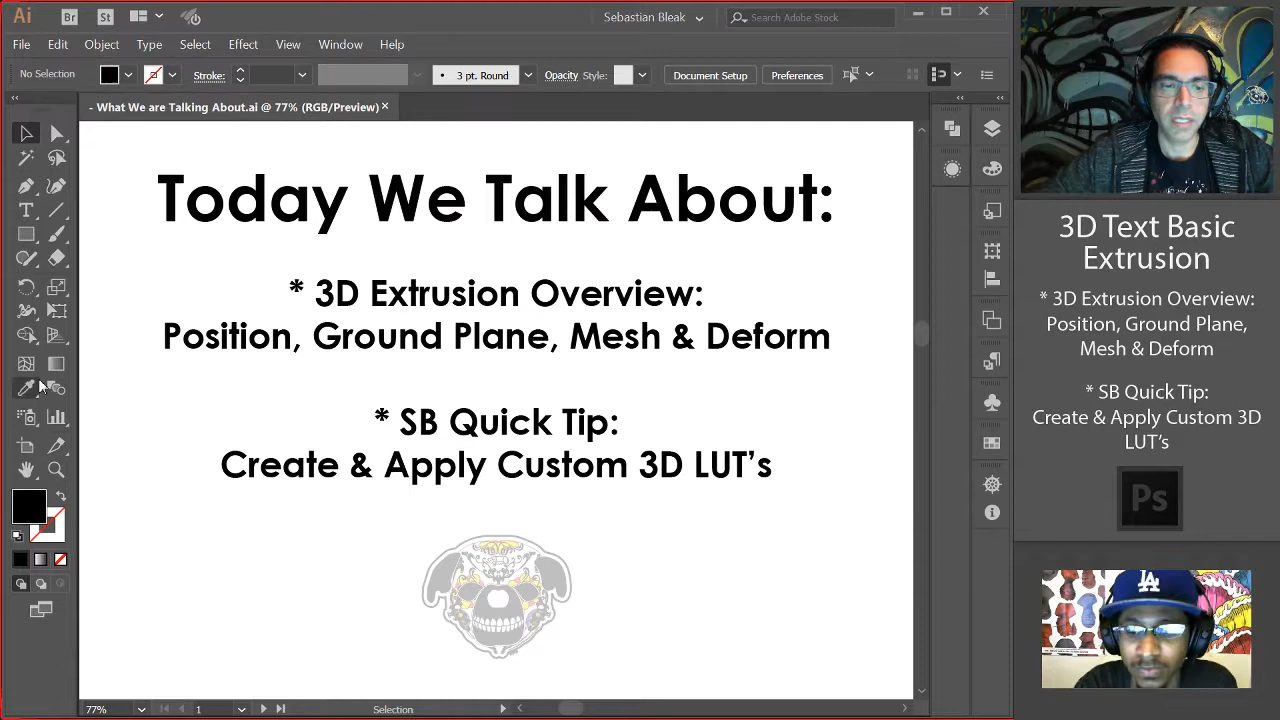 Ai
Br
St
Sebastian Bleak
Search Adobe Stock
File Edit Object Type Select Effect View Window Help
No Selection
Stroke:
3 pt. Round
Opacity
Style:
Document Setup
Preferences
- What We are Talking About.ai @ 77% (RGB/Preview)
Today We Talk About:
* 3D Extrusion Overview:
Position, Ground Plane, Mesh & Deform
* SB Quick Tip:
Create & Apply Custom 3D LUT's
77%
1
Selection
3D Text Basic
Extrusion
* 3D Extrusion Overview:
Position, Ground Plane,
Mesh & Deform
* SB Quick Tip:
Create & Apply Custom 3D
LUT's
Ps
LA